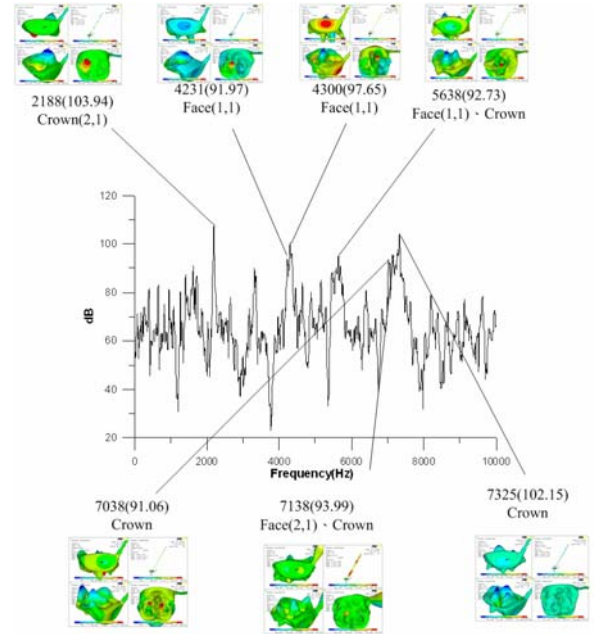 2188(103.94)
Crown(2,1)
4231(91.97)
Face(1,1)
4300(97.65)
Face(1,1)
5638(92.73)
Face(1,1)、Crown
120
100
80
60
40
20
dB
0 2000 4000 6000 8000 10000
Frequency(Hz)
7038(91.06)
Crown
7138(93.99)
Face(2,1)、Crown
7325(102.15)
Crown